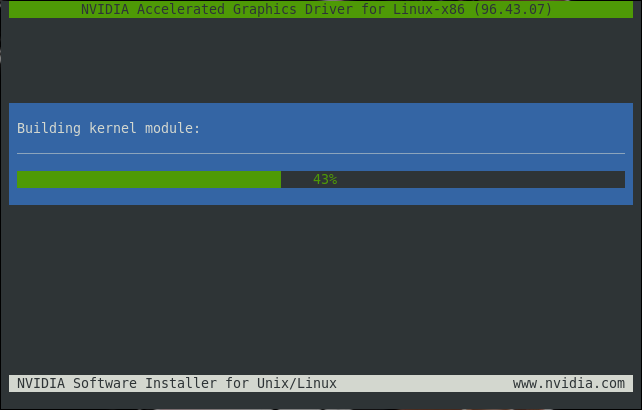 NVIDIA Accelerated Graphics Driver for Linux-x86 (96.43.07)
Building kernel module:
43%
NVIDIA Software Installer for Unix/Linux www.nvidia.com